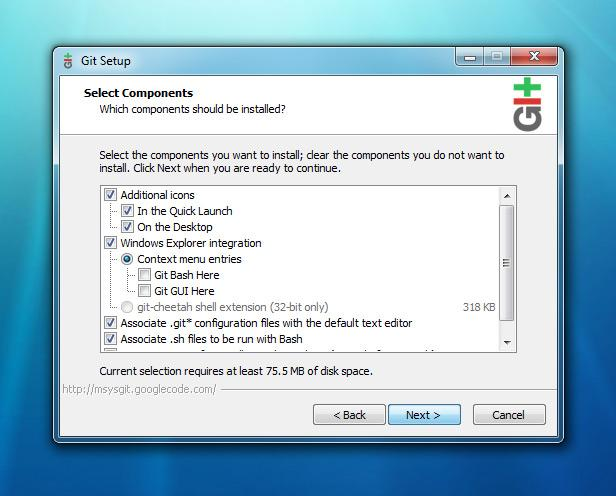 Git Setup
Select Components
Which components should be installed?
Git
Select the components you want to install; clear the components you do not want to
install. Click Next when you are ready to continue.
Additional icons
In the Quick Launch
On the Desktop
Windows Explorer integration
Context menu entries
Git Bash Here
Git GUI Here
git-cheetah shell extension (32-bit only) 318 KB
Associate .git* configuration files with the default text editor
Associate .sh files to be run with Bash
Current selection requires at least 75.5 MB of disk space.
http://msysgit.googlecode.com/
< Back Next > Cancel